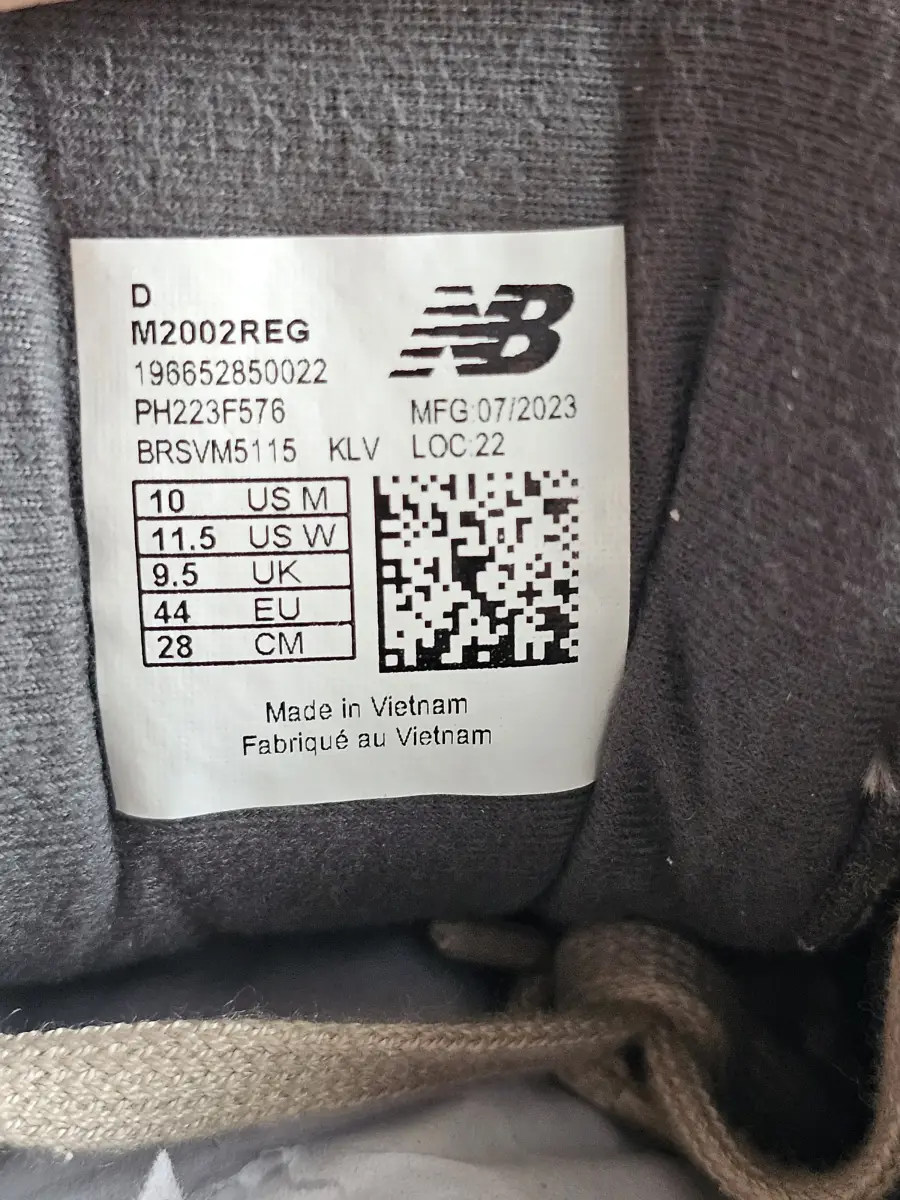 D
M2002REG
196652850022
PH223F576
BRSVM5115 KLV
NB
MFG:07/2023
LOC:22
10 US M
11.5 US W
9.5 UK
44 EU
28 CM
Made in Vietnam
Fabriqué au Vietnam